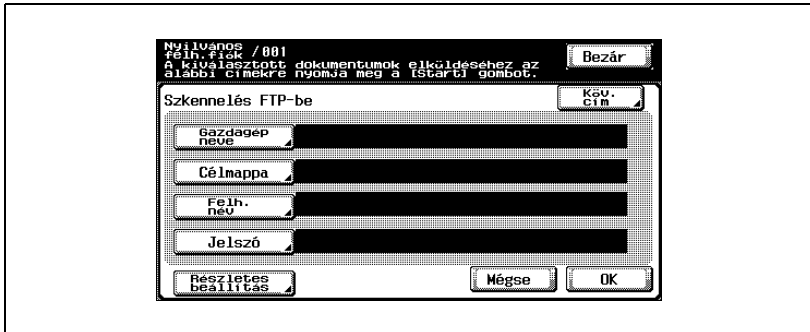 Nyilvános
felh.fiók /001
A kiválasztott dokumentumok elküldéséhez az
alábbi címekre nyomja meg a [Start] gombot.
Bezár
Szkennelés FTP-be
Köv.
cím
Gazdagép
neve
Célmappa
Felh.
név
Jelszó
Részletes
beállítás
Mégse
OK